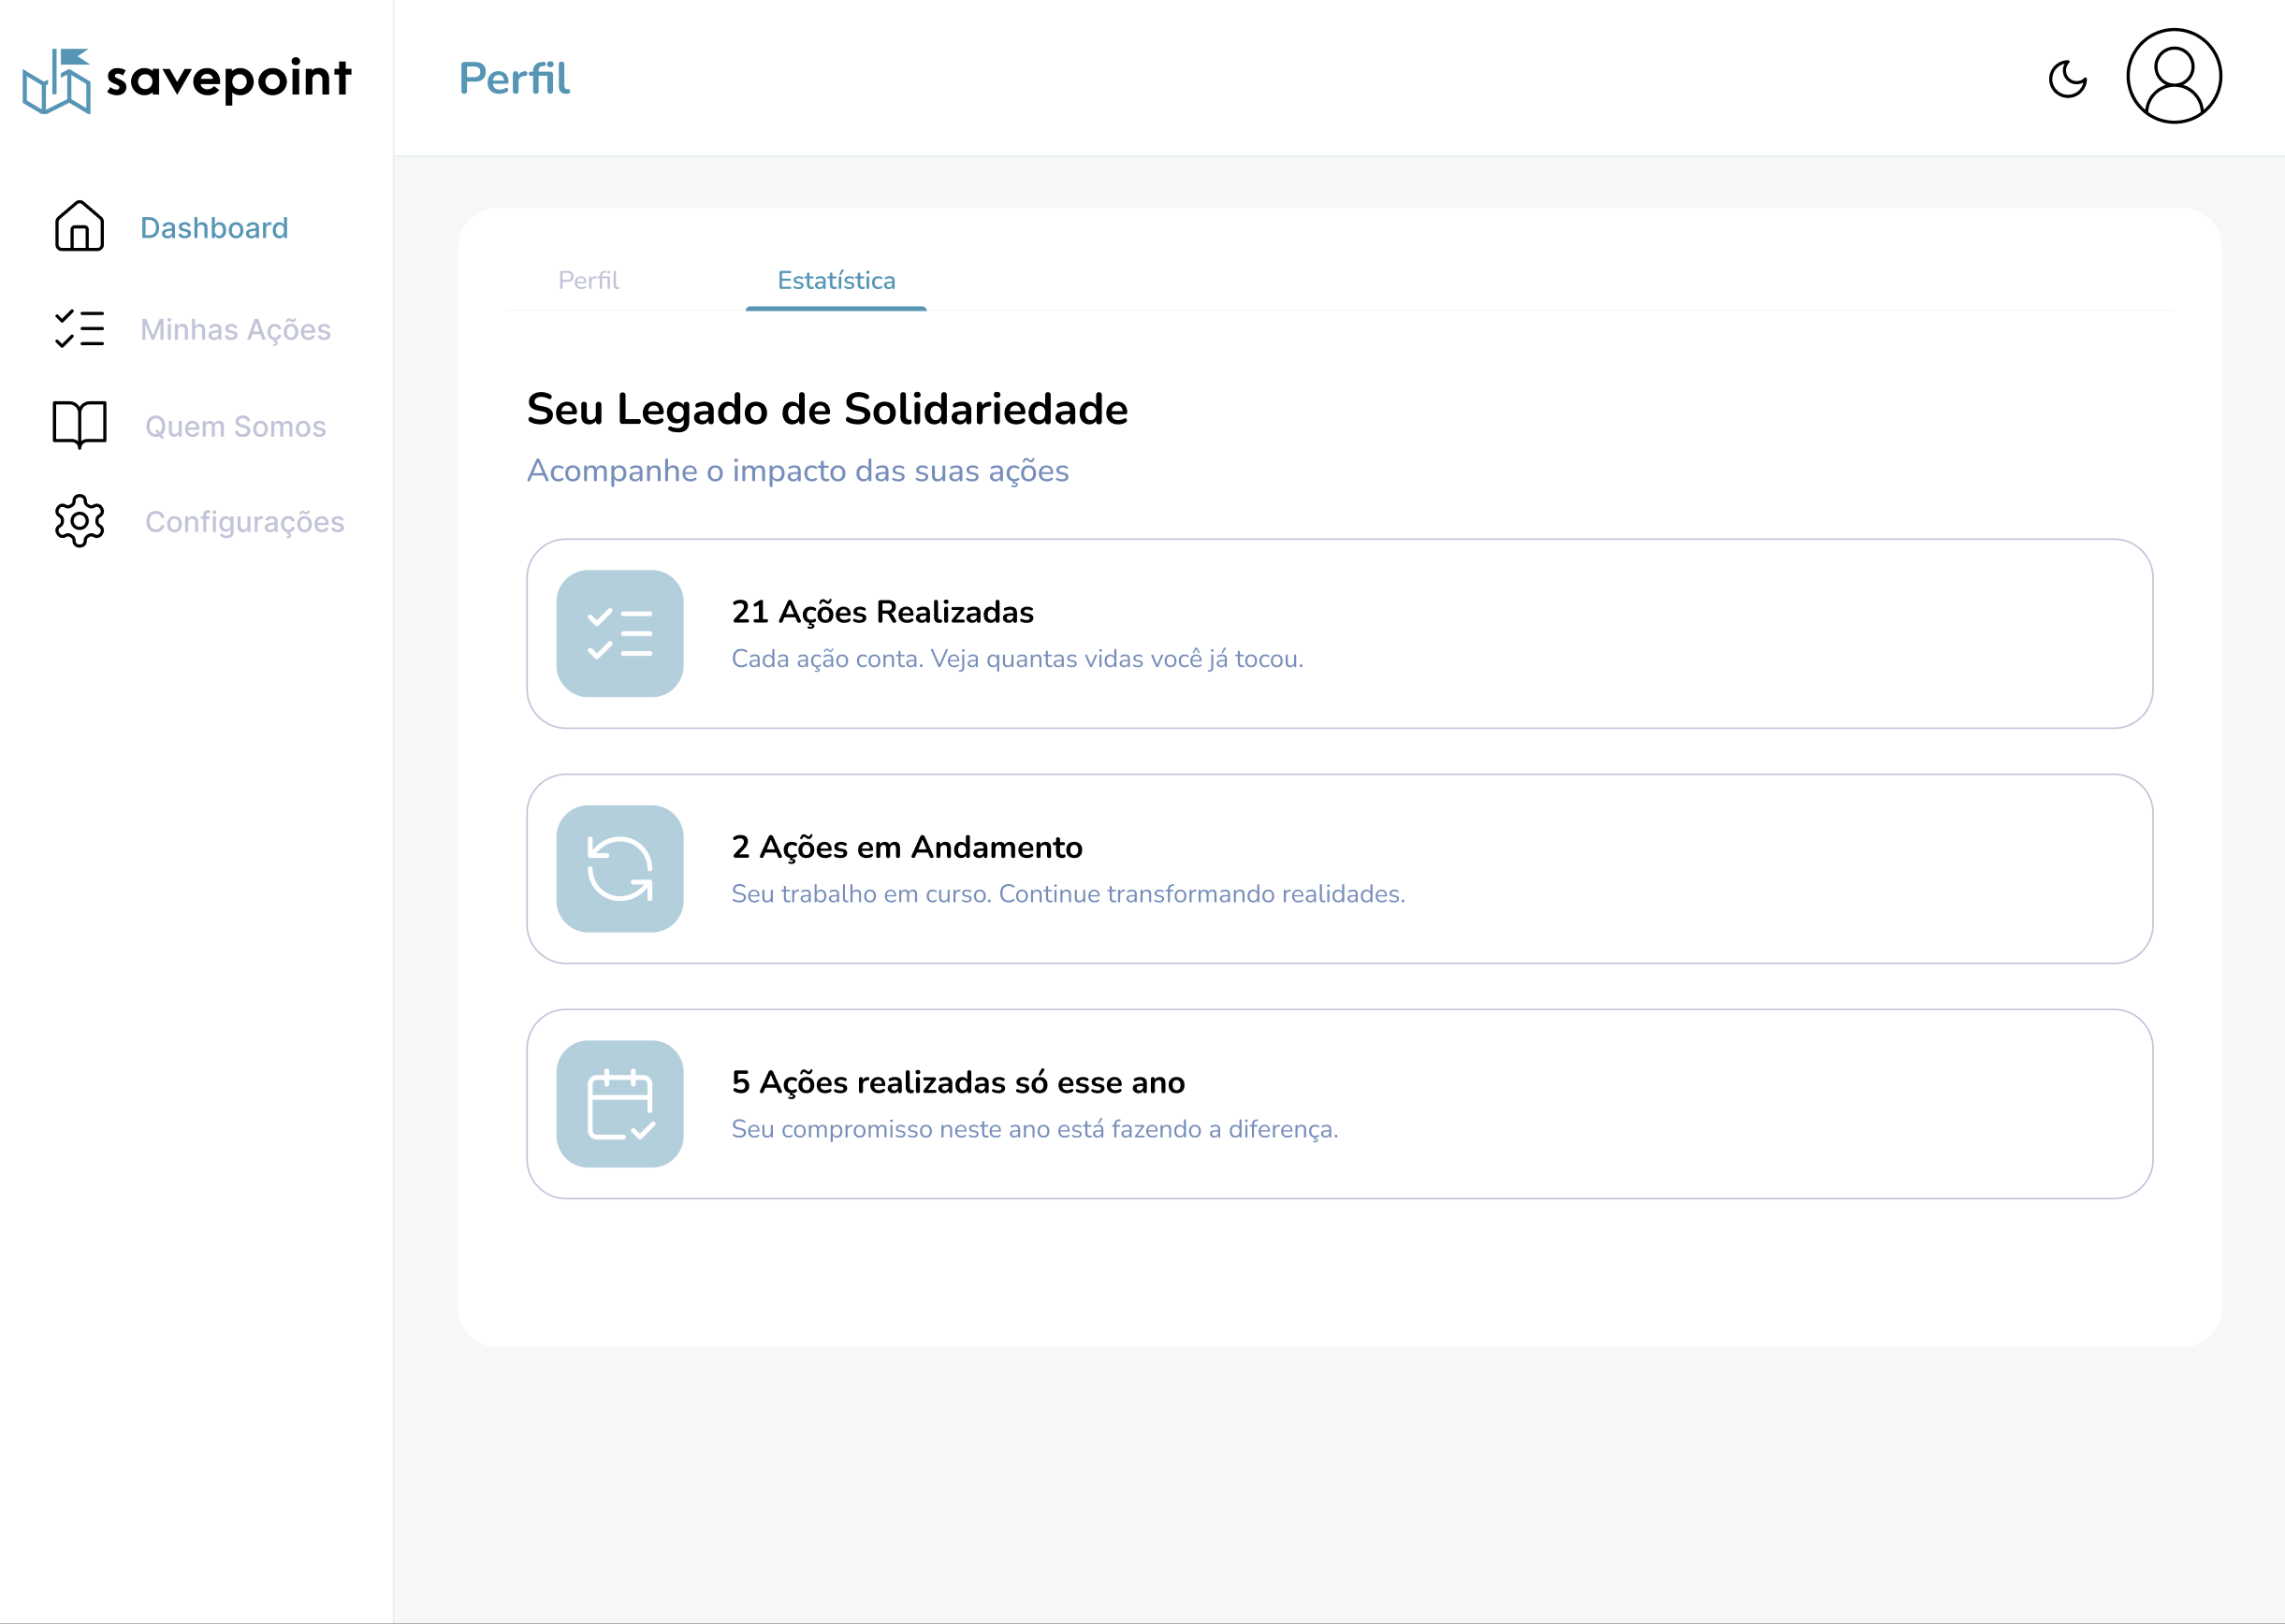 savepoint
Dashboard
Minhas Ações
Quem Somos
Configurações
Perfil
Perfil
Estatística
Seu Legado de Solidariedade
Acompanhe o impacto das suas ações
21 Ações Realizadas
Cada ação conta. Veja quantas vidas você já tocou.
2 Ações em Andamento
Seu trabalho em curso. Continue transformando realidades.
5 Ações realizadas só esse ano
Seu compromisso neste ano está fazendo a diferença.